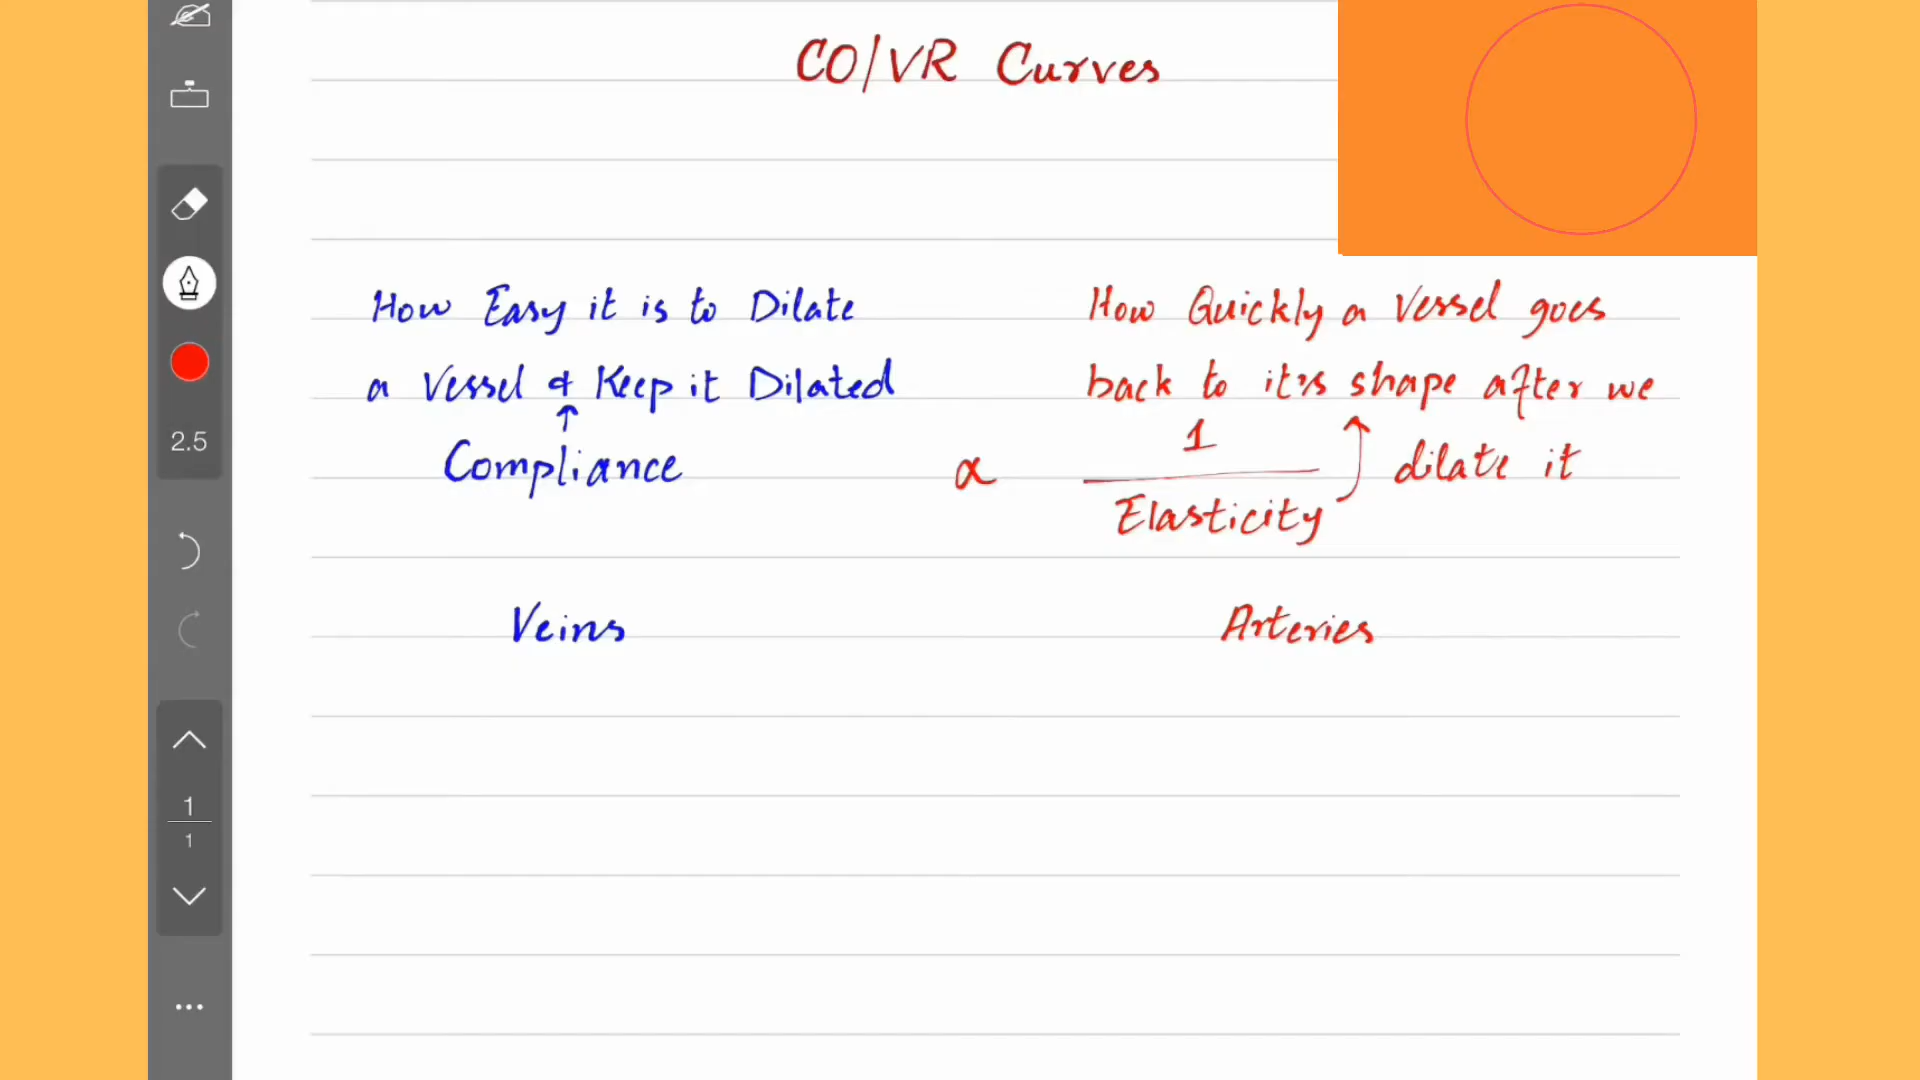 CO/VR Curves
How Easy it is to Dilate
a Vessel & Keep it Dilated
↑
Compliance
Veins
α
How Quickly a Vessel goes
back to it's shape after we
dilate it
1
Elasticity
Arteries
2.5
1
1